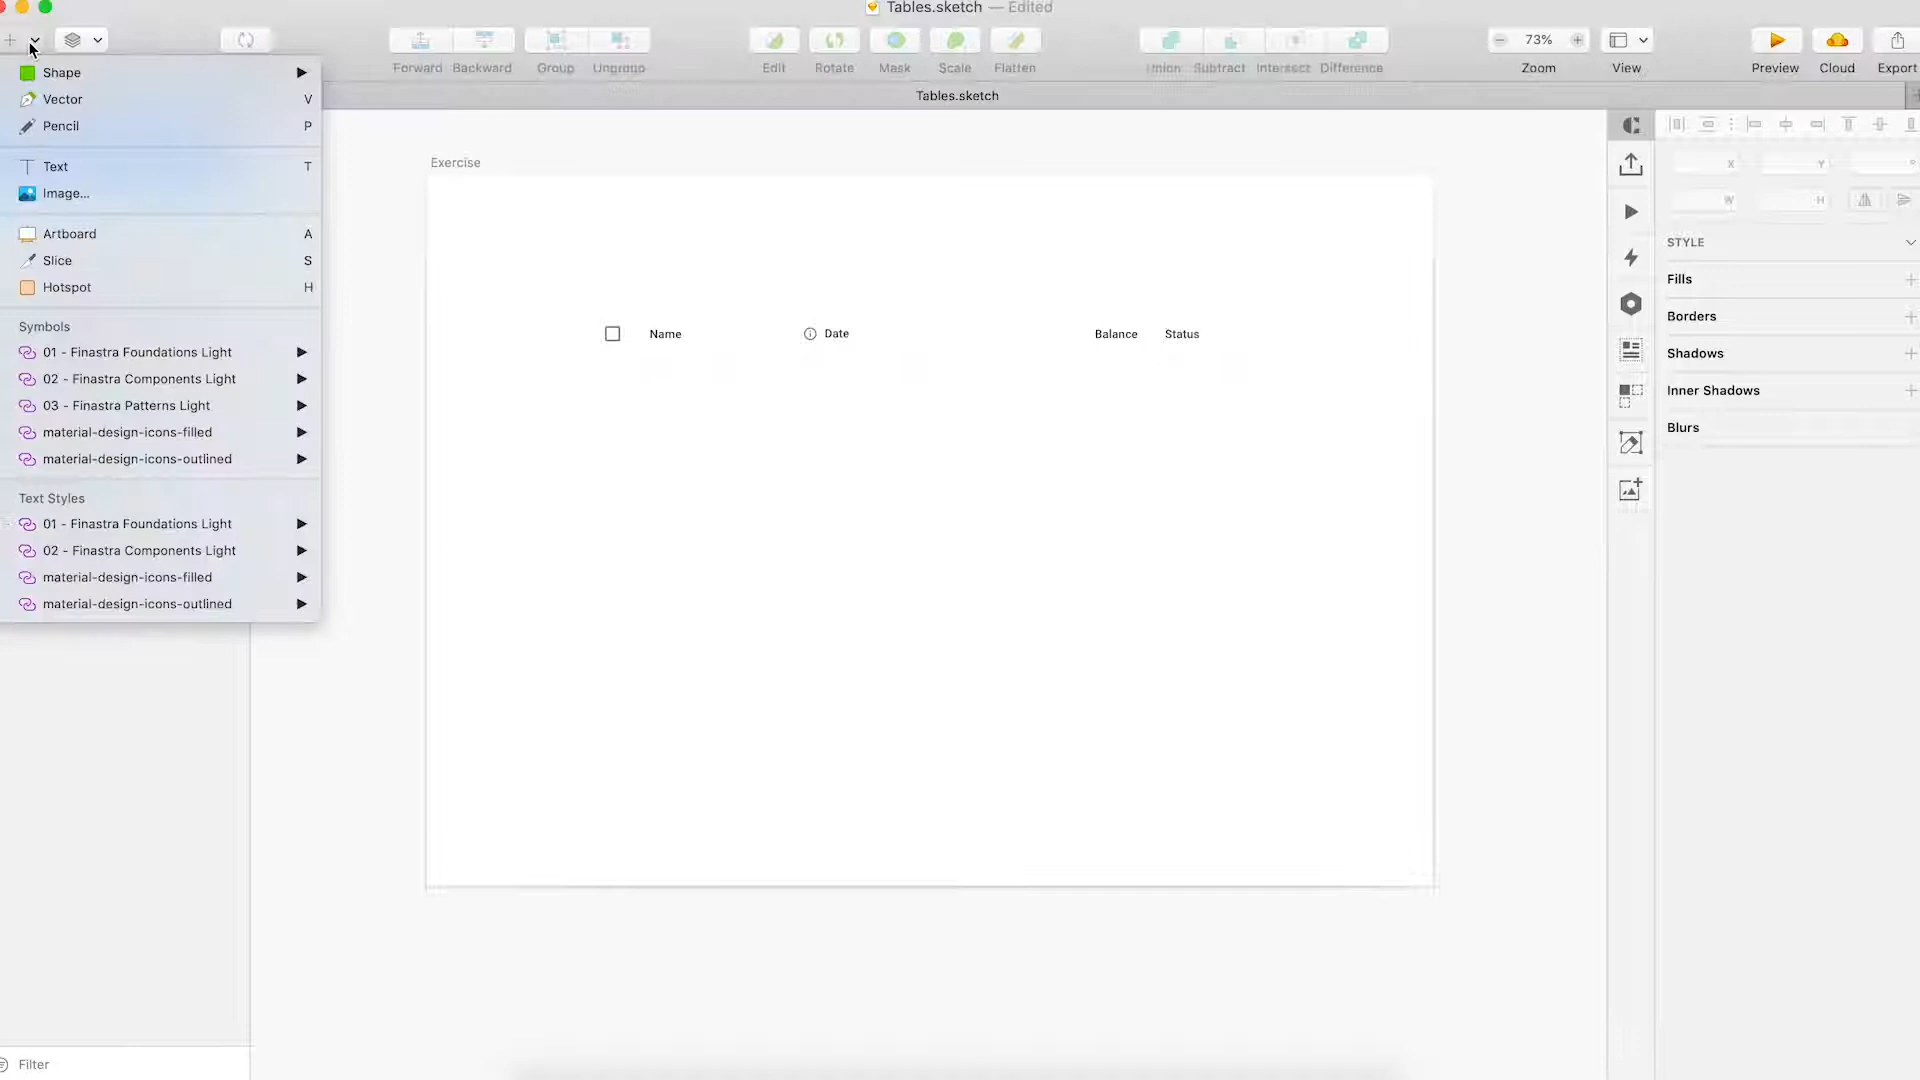 Tables.sketch — Edited
Forward
Backward
Group
Ungroup
Edit
Rotate
Mask
Scale
Flatten
Union
Subtract
Intersect
Difference
73%
Zoom
View
Preview
Cloud
Export
Tables.sketch
Shape
Vector V
Pencil P
Text T
Image...
Artboard A
Slice S
Hotspot H
Symbols
01 - Finastra Foundations Light
02 - Finastra Components Light
03 - Finastra Patterns Light
material-design-icons-filled
material-design-icons-outlined
Text Styles
01 - Finastra Foundations Light
02 - Finastra Components Light
material-design-icons-filled
material-design-icons-outlined
Filter
Exercise
Name
Date
Balance
Status
X
Y
°
W
H
STYLE
Fills
Borders
Shadows
Inner Shadows
Blurs